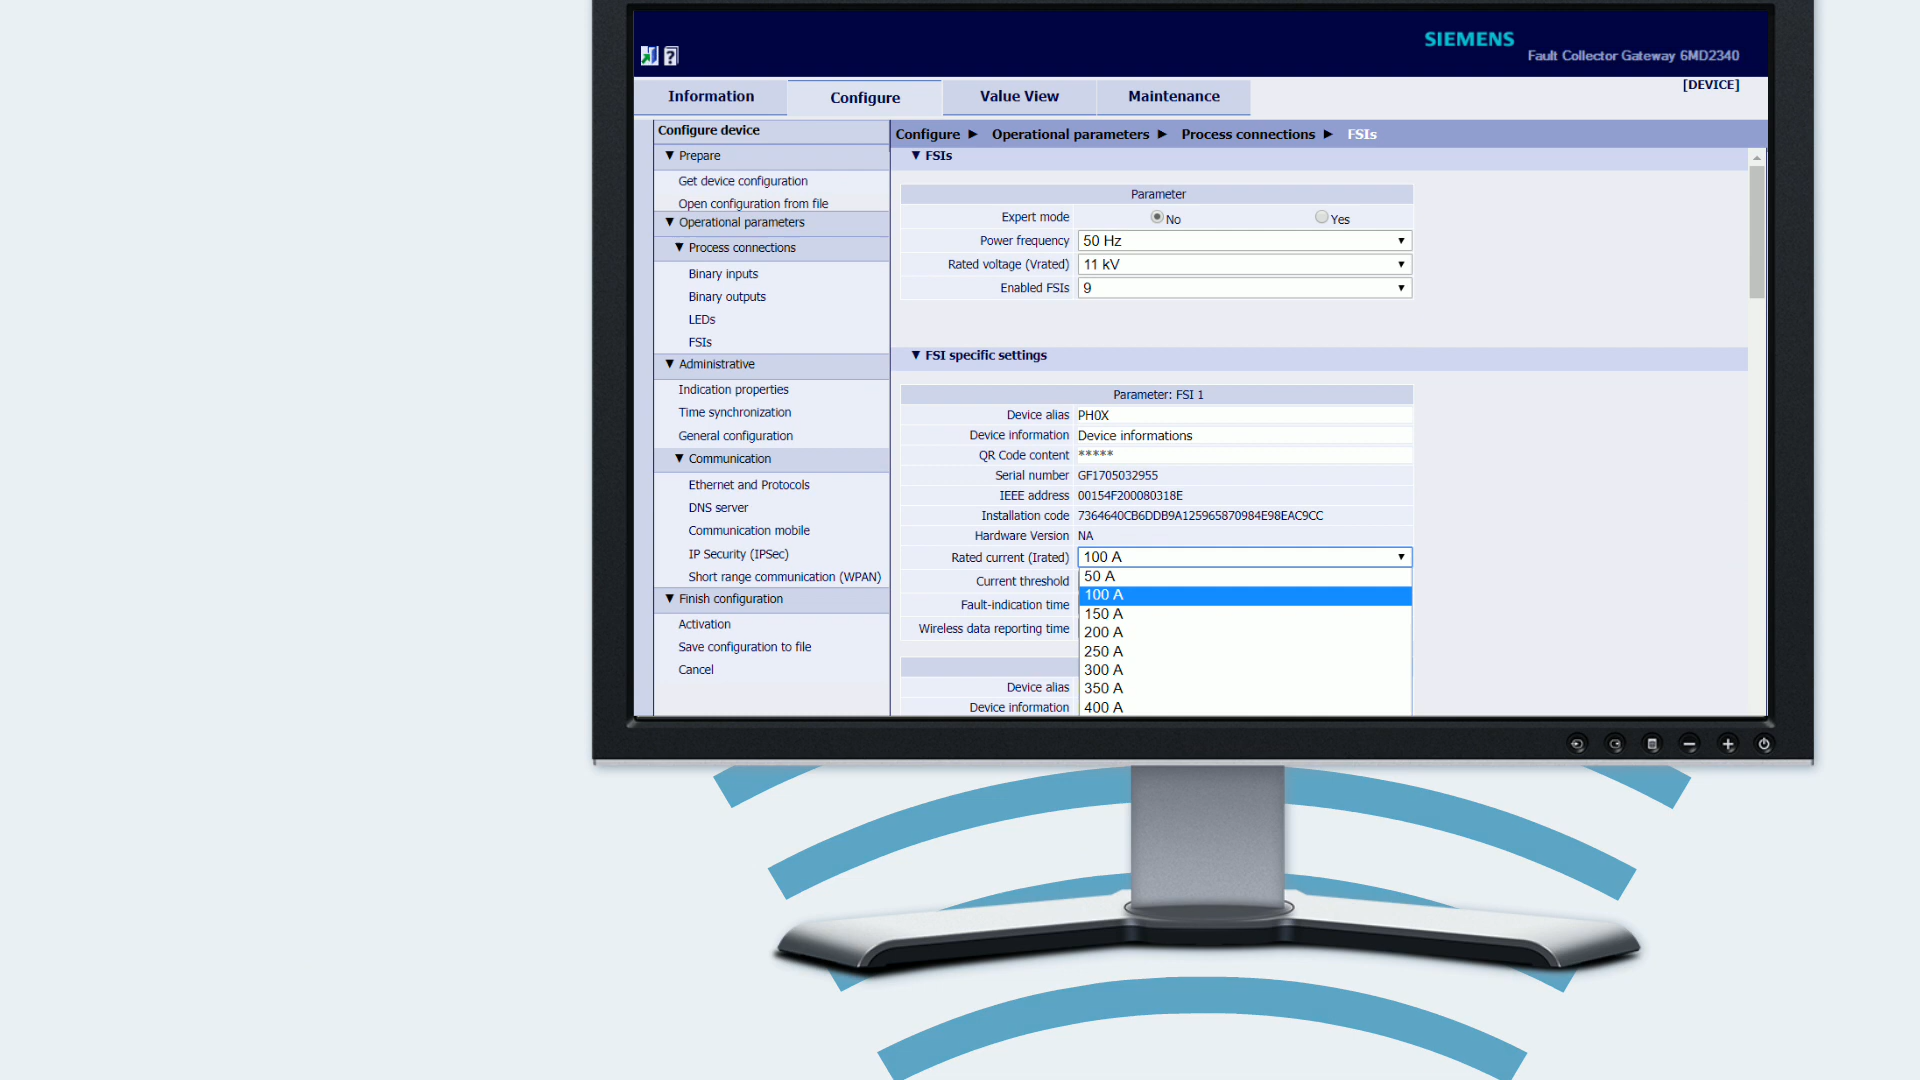 SIEMENS
Fault Collector Gateway 6MD2340
[DEVICE]
Information
Configure
Value View
Maintenance
Configure device
▼ Prepare
Get device configuration
Open configuration from file
▼ Operational parameters
▼ Process connections
Binary inputs
Binary outputs
LEDs
FSIs
▼ Administrative
Indication properties
Time synchronization
General configuration
▼ Communication
Ethernet and Protocols
DNS server
Communication mobile
IP Security (IPSec)
Short range communication (WPAN)
▼ Finish configuration
Activation
Save configuration to file
Cancel
Configure ► Operational parameters ► Process connections ► FSIs
▼ FSIs
Parameter
Expert mode No Yes
Power frequency 50 Hz
Rated voltage (Vrated) 11 kV
Enabled FSIs 9
▼ FSI specific settings
Parameter: FSI 1
Device alias PH0X
Device information Device informations
QR Code content *****
Serial number GF1705032955
IEEE address 00154F200080318E
Installation code 7364640CB6DDB9A125965870984E98EAC9CC
Hardware Version NA
Rated current (Irated) 100 A
Current threshold
Fault-indication time
Wireless data reporting time
50 A
100 A
150 A
200 A
250 A
300 A
350 A
400 A
Device alias
Device information